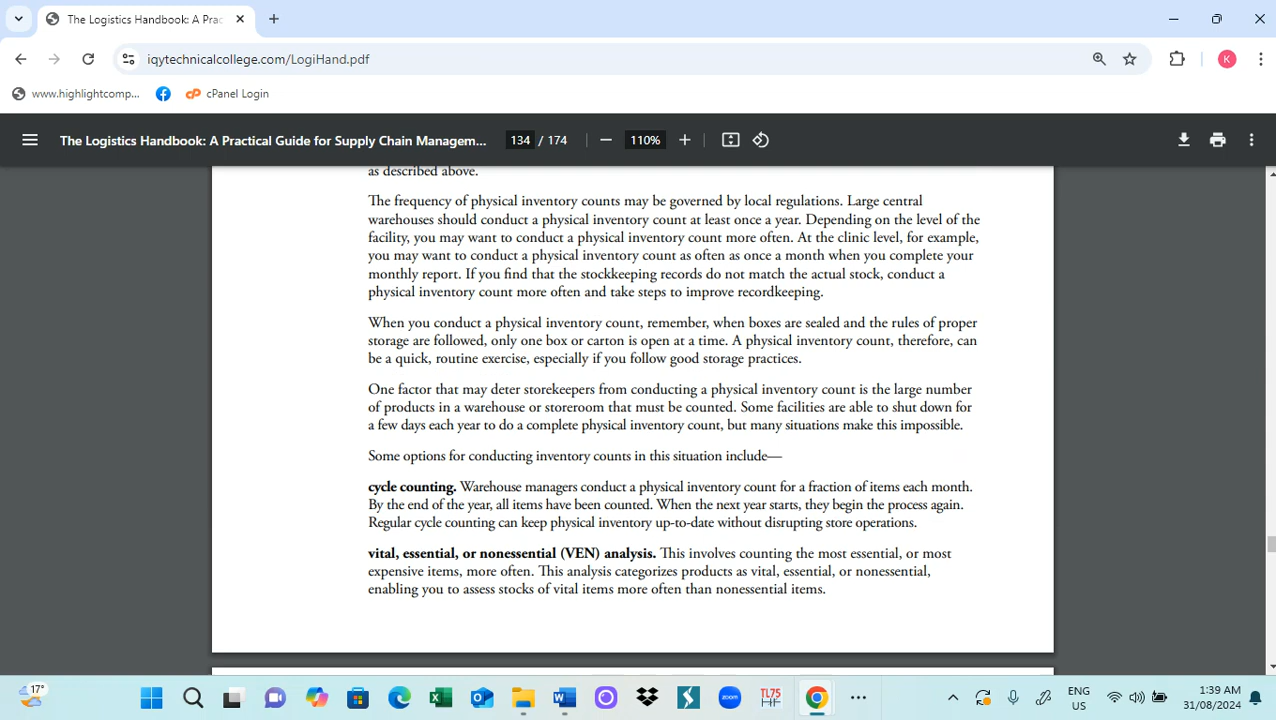 The Logistics Handbook: A Prac
iqytechnicalcollege.com/LogiHand.pdf
K
www.highlightcomp...
cPanel Login
The Logistics Handbook: A Practical Guide for Supply Chain Managem...
134 / 174
110%
as described above.
The frequency of physical inventory counts may be governed by local regulations. Large central
warehouses should conduct a physical inventory count at least once a year. Depending on the level of the
facility, you may want to conduct a physical inventory count more often. At the clinic level, for example,
you may want to conduct a physical inventory count as often as once a month when you complete your
monthly report. If you find that the stockkeeping records do not match the actual stock, conduct a
physical inventory count more often and take steps to improve recordkeeping.
When you conduct a physical inventory count, remember, when boxes are sealed and the rules of proper
storage are followed, only one box or carton is open at a time. A physical inventory count, therefore, can
be a quick, routine exercise, especially if you follow good storage practices.
One factor that may deter storekeepers from conducting a physical inventory count is the large number
of products in a warehouse or storeroom that must be counted. Some facilities are able to shut down for
a few days each year to do a complete physical inventory count, but many situations make this impossible.
Some options for conducting inventory counts in this situation include—
cycle counting. Warehouse managers conduct a physical inventory count for a fraction of items each month.
By the end of the year, all items have been counted. When the next year starts, they begin the process again.
Regular cycle counting can keep physical inventory up-to-date without disrupting store operations.
vital, essential, or nonessential (VEN) analysis. This involves counting the most essential, or most
expensive items, more often. This analysis categorizes products as vital, essential, or nonessential,
enabling you to assess stocks of vital items more often than nonessential items.
17°
zoom
TL75
ENG
US
1:39 AM
31/08/2024